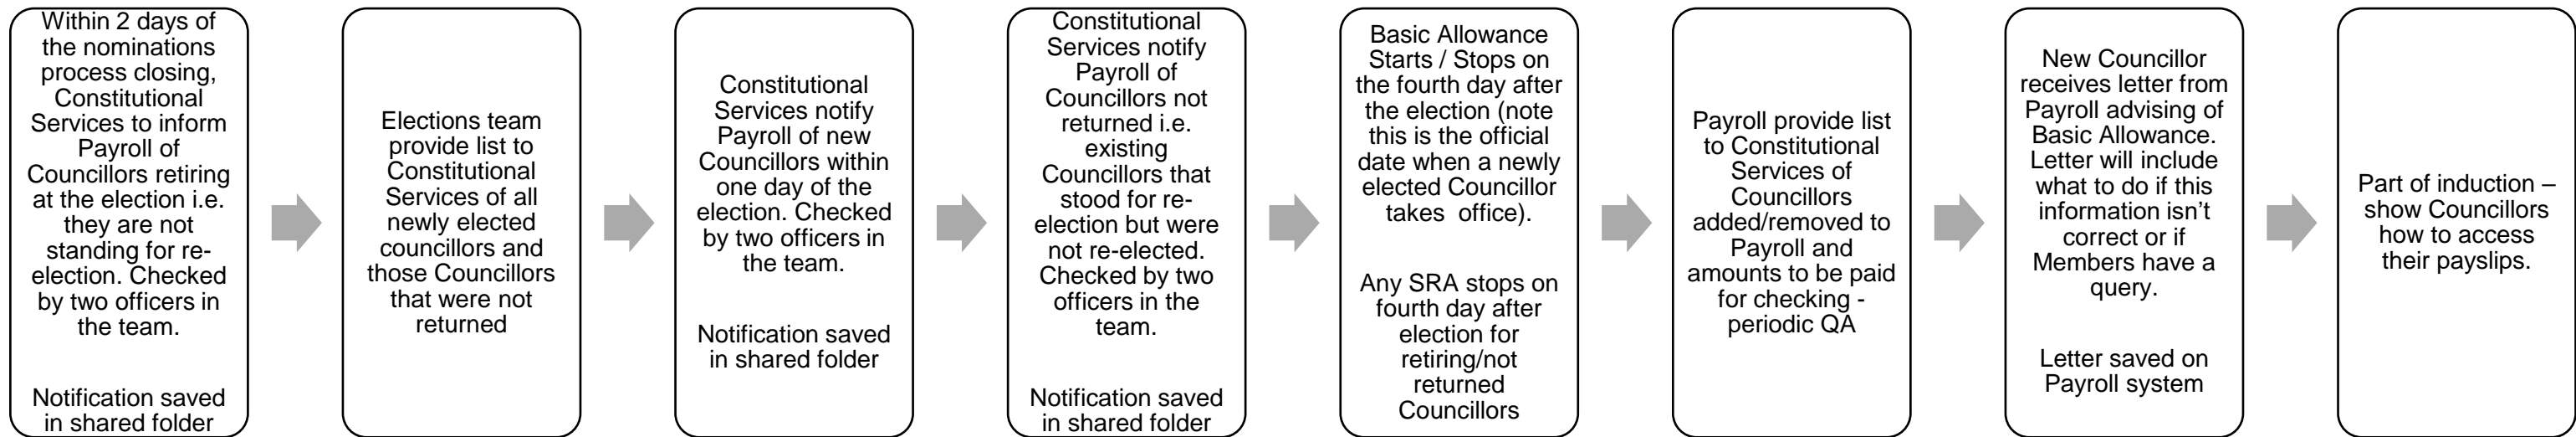 Within 2 days of
the nominations
process closing,
Constitutional
Services to inform
Payroll of
Councillors retiring
at the election i.e.
they are not
standing for re-
election. Checked
by two officers in
the team.
Notification saved
in shared folder
Elections team
provide list to
Constitutional
Services of all
newly elected
councillors and
those Councillors
that were not
returned
Constitutional
Services notify
Payroll of new
Councillors within
one day of the
election. Checked
by two officers in
the team.
Notification saved
in shared folder
Constitutional
Services notify
Payroll of
Councillors not
returned i.e.
existing
Councillors that
stood for re-
election but were
not re-elected.
Checked by two
officers in the
team.
Notification saved
in shared folder
Basic Allowance
Starts / Stops on
the fourth day after
the election (note
this is the official
date when a newly
elected Councillor
takes office).
Any SRA stops on
fourth day after
election for
retiring/not
returned
Councillors
Payroll provide list
to Constitutional
Services of
Councillors
added/removed to
Payroll and
amounts to be paid
for checking -
periodic QA
New Councillor
receives letter from
Payroll advising of
Basic Allowance.
Letter will include
what to do if this
information isn't
correct or if
Members have a
query.
Letter saved on
Payroll system
Part of induction –
show Councillors
how to access
their payslips.